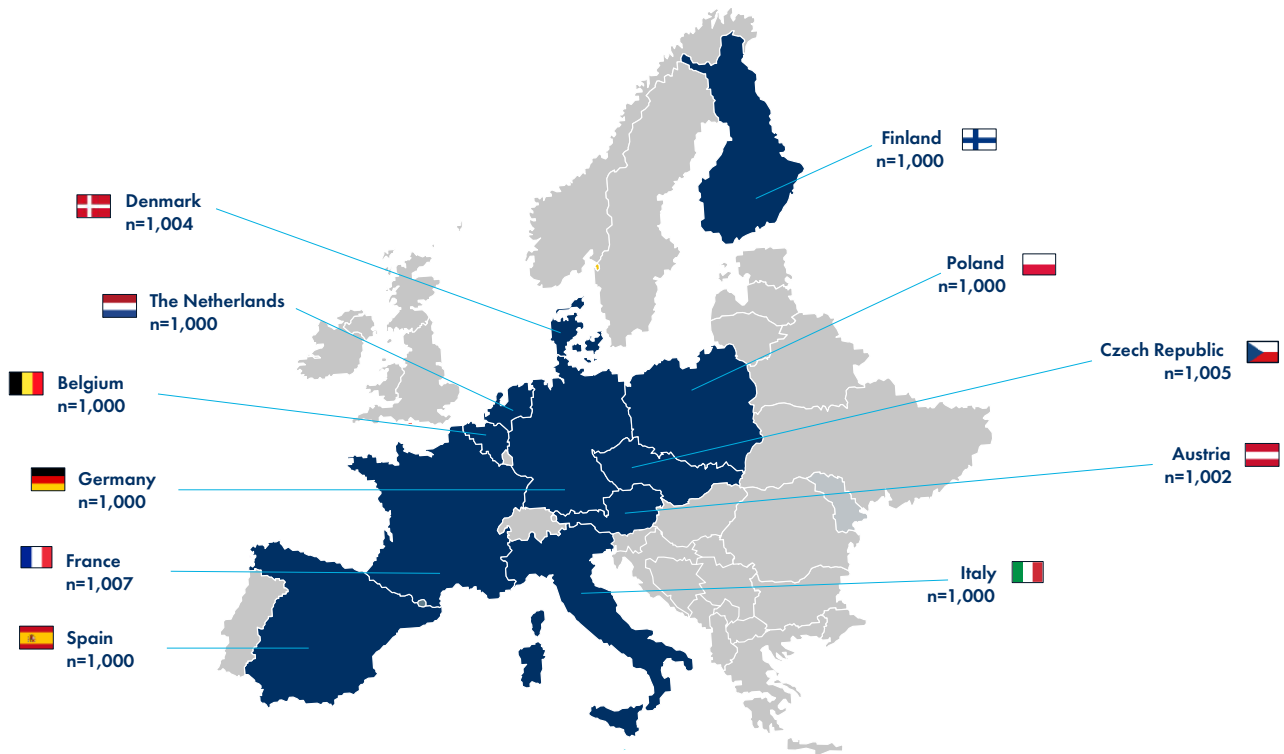 Finland
n=1,000
Denmark
n=1,004
Poland
n=1,000
The Netherlands
n=1,000
Czech Republic
n=1,005
Belgium
n=1,000
Austria
n=1,002
Germany
n=1,000
France
n=1,007
Italy
n=1,000
Spain
n=1,000